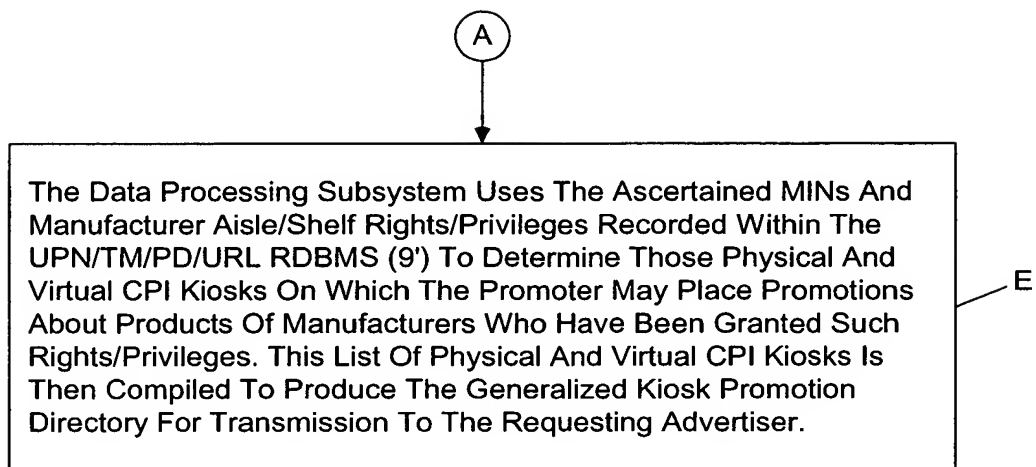 A
The Data Processing Subsystem Uses The Ascertained MINs And
Manufacturer Aisle/Shelf Rights/Privileges Recorded Within The
UPN/TM/PD/URL RDBMS (9') To Determine Those Physical And
Virtual CPI Kiosks On Which The Promoter May Place Promotions
About Products Of Manufacturers Who Have Been Granted Such
Rights/Privileges. This List Of Physical And Virtual CPI Kiosks Is
Then Compiled To Produce The Generalized Kiosk Promotion
Directory For Transmission To The Requesting Advertiser.
E